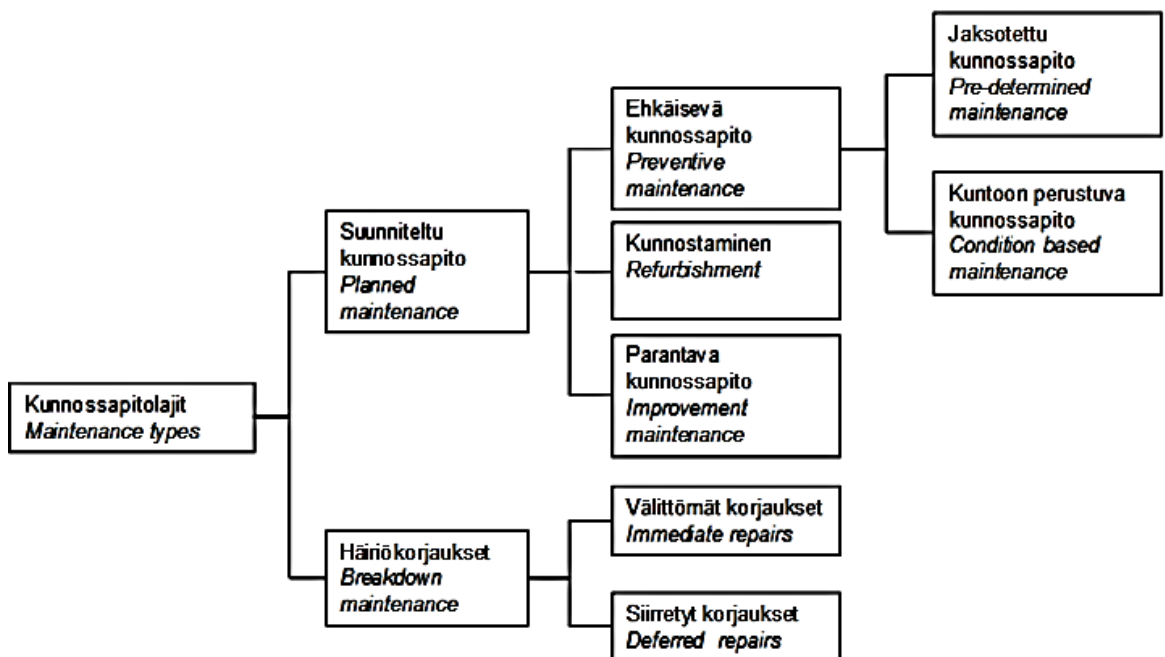 Jaksotettu
kunnossapito
Pre-determined
maintenance
Ehkäisevä
kunnossapito
Preventive
maintenance
Kuntoon perustuva
kunnossapito
Condition based
maintenance
Suunniteltu
kunnossapito
Planned
maintenance
Kunnostaminen
Refurbishment
Parantava
kunnossapito
Improvement
maintenance
Kunnossapitolajit
Maintenance types
Välittömät korjaukset
Immediate repairs
Häiriökorjaukset
Breakdown
maintenance
Siirretyt korjaukset
Deferred repairs